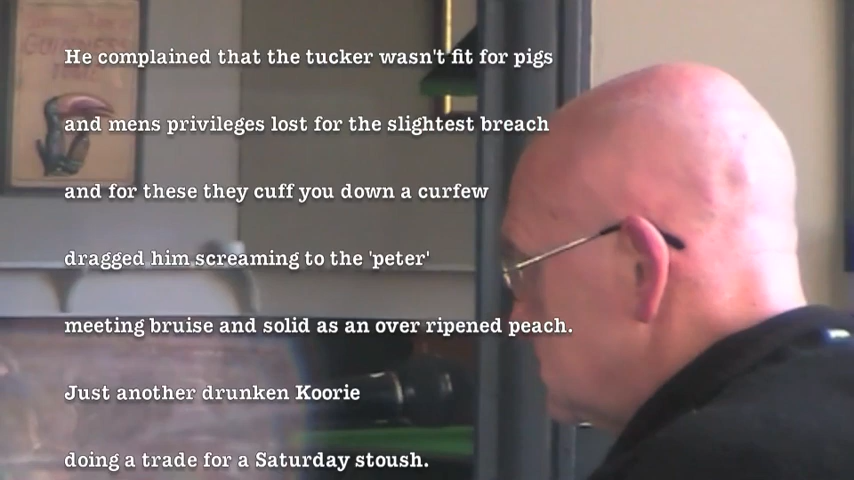 GUINNESS
He complained that the tucker wasn't fit for pigs
and mens privileges lost for the slightest breach
and for these they cuff you down a curfew
dragged him screaming to the 'peter'
meeting bruise and solid as an over ripened peach.
Just another drunken Koorie
doing a trade for a Saturday stoush.